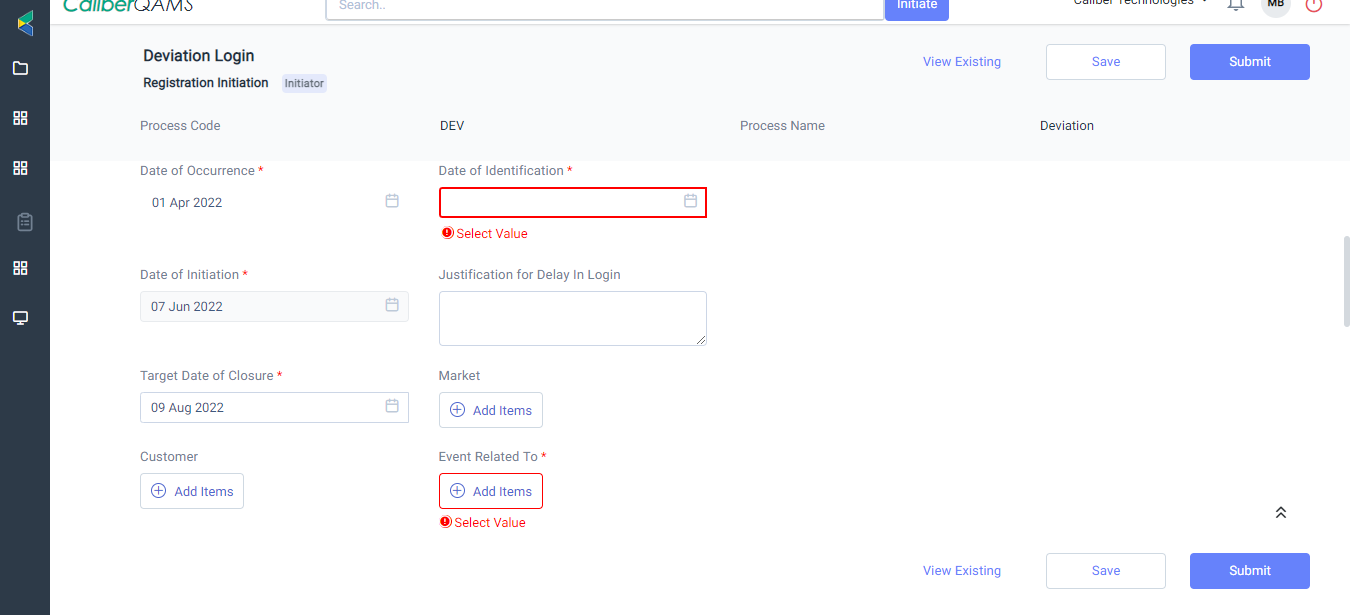 CaliberQAMS
Search..
Initiate
Caliber Technologies
MB
Deviation Login
Registration Initiation Initiator
View Existing
Save
Submit
Process Code
DEV
Process Name
Deviation
Date of Occurrence *
Date of Identification *
01 Apr 2022
Select Value
Date of Initiation *
Justification for Delay In Login
07 Jun 2022
Target Date of Closure *
Market
09 Aug 2022
Add Items
Customer
Event Related To *
Add Items
Add Items
Select Value
View Existing
Save
Submit